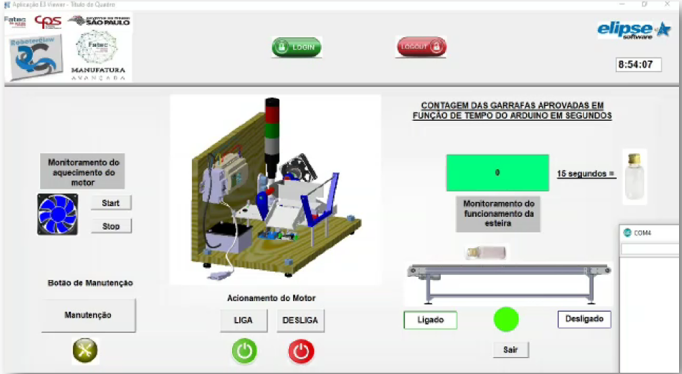 Aplicação E3 Viewer - Título do Quadro
Fatec
CPS
SÃO PAULO
Fatec
MANUFATURA
AVANÇADA
LOGIN
LOGOUT
elipse
software
8:54:07
CONTAGEM DAS GARRAFAS APROVADAS EM
FUNÇÃO DE TEMPO DO ARDUINO EM SEGUNDOS
Monitoramento do
aquecimento do
motor
Start
Stop
0
15 segundos =
Monitoramento do
funcionamento da
esteira
COM4
Botão de Manutenção
Manutenção
Acionamento do Motor
LIGA
DESLIGA
Ligado
Desligado
Sair